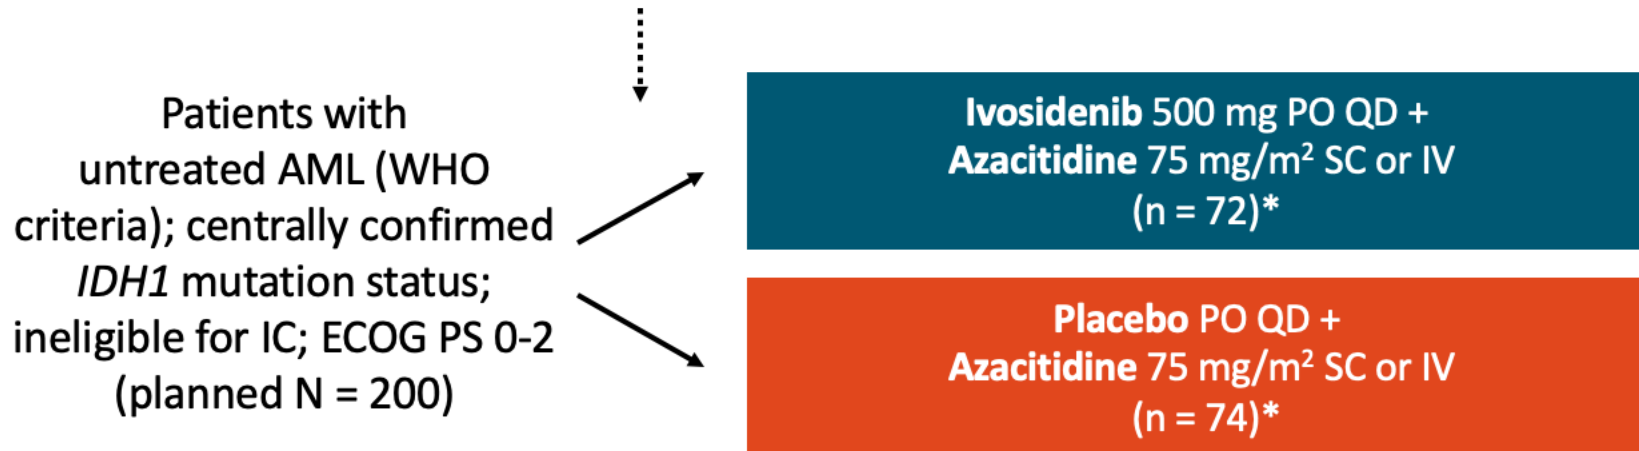 Patients with
untreated AML (WHO
criteria); centrally confirmed
IDH1 mutation status;
ineligible for IC; ECOG PS 0-2
(planned N = 200)
Ivosidenib 500 mg PO QD +
Azacitidine 75 mg/m² SC or IV
(n = 72)*
Placebo PO QD +
Azacitidine 75 mg/m² SC or IV
(n = 74)*